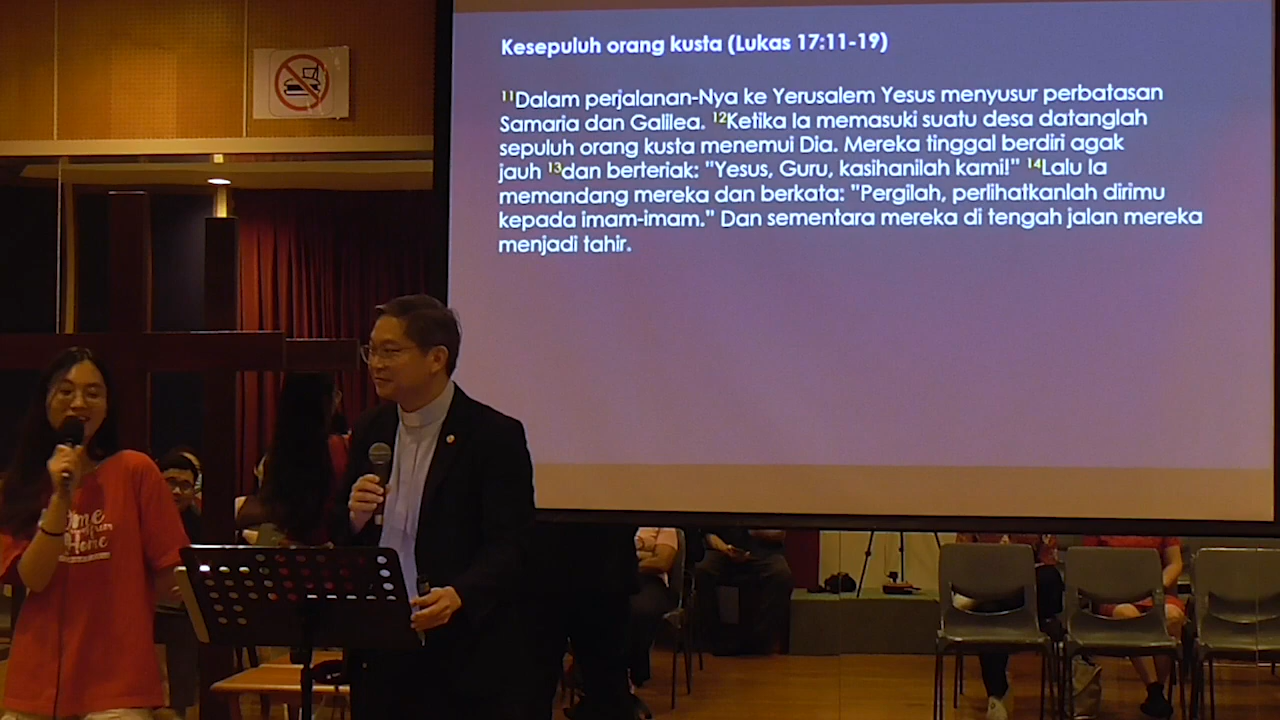 Kesepuluh orang kusta (Lukas 17:11-19)
¹¹Dalam perjalanan-Nya ke Yerusalem Yesus menyusur perbatasan
Samaria dan Galilea. ¹²Ketika Ia memasuki suatu desa datanglah
sepuluh orang kusta menemui Dia. Mereka tinggal berdiri agak
jauh ¹³dan berteriak: "Yesus, Guru, kasihanilah kami!" ¹⁴Lalu Ia
memandang mereka dan berkata: "Pergilah, perlihatkanlah dirimu
kepada imam-imam." Dan sementara mereka di tengah jalan mereka
menjadi tahir.
Home